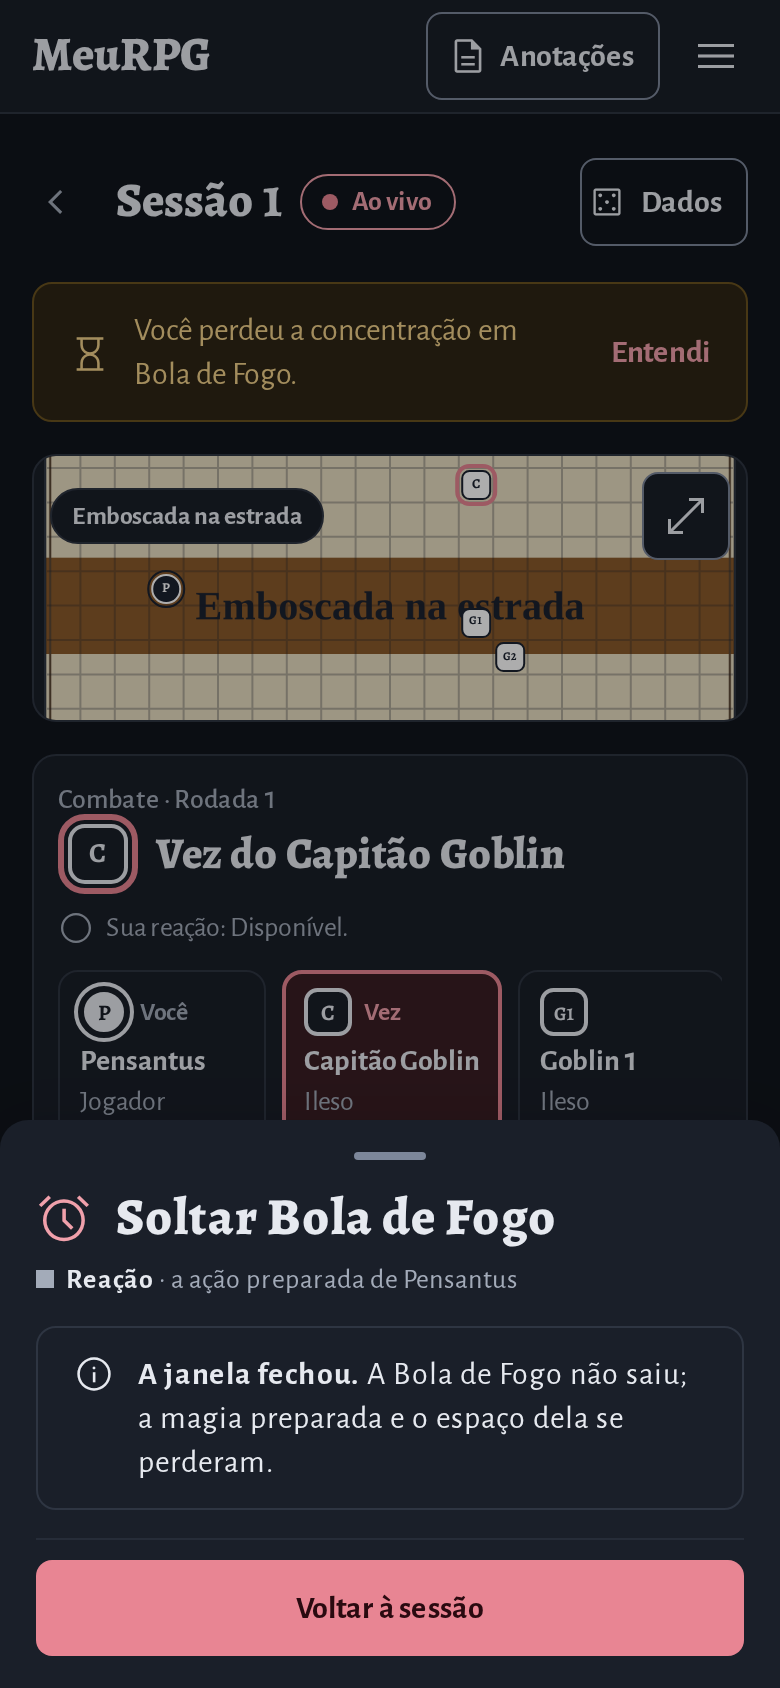 MeuRPG
Anotações
Sessão 1
Ao vivo
Dados
Você perdeu a concentração em
Bola de Fogo.
Entendi
C
Emboscada na estrada
P
Emboscada na estrada
G1
G2
Combate · Rodada 1
C
Vez do Capitão Goblin
Sua reação: Disponível.
P Você
Pensantus
Jogador
C Vez
Capitão Goblin
Ileso
G1
Goblin 1
Ileso
Soltar Bola de Fogo
Reação · a ação preparada de Pensantus
A janela fechou. A Bola de Fogo não saiu;
a magia preparada e o espaço dela se
perderam.
Voltar à sessão